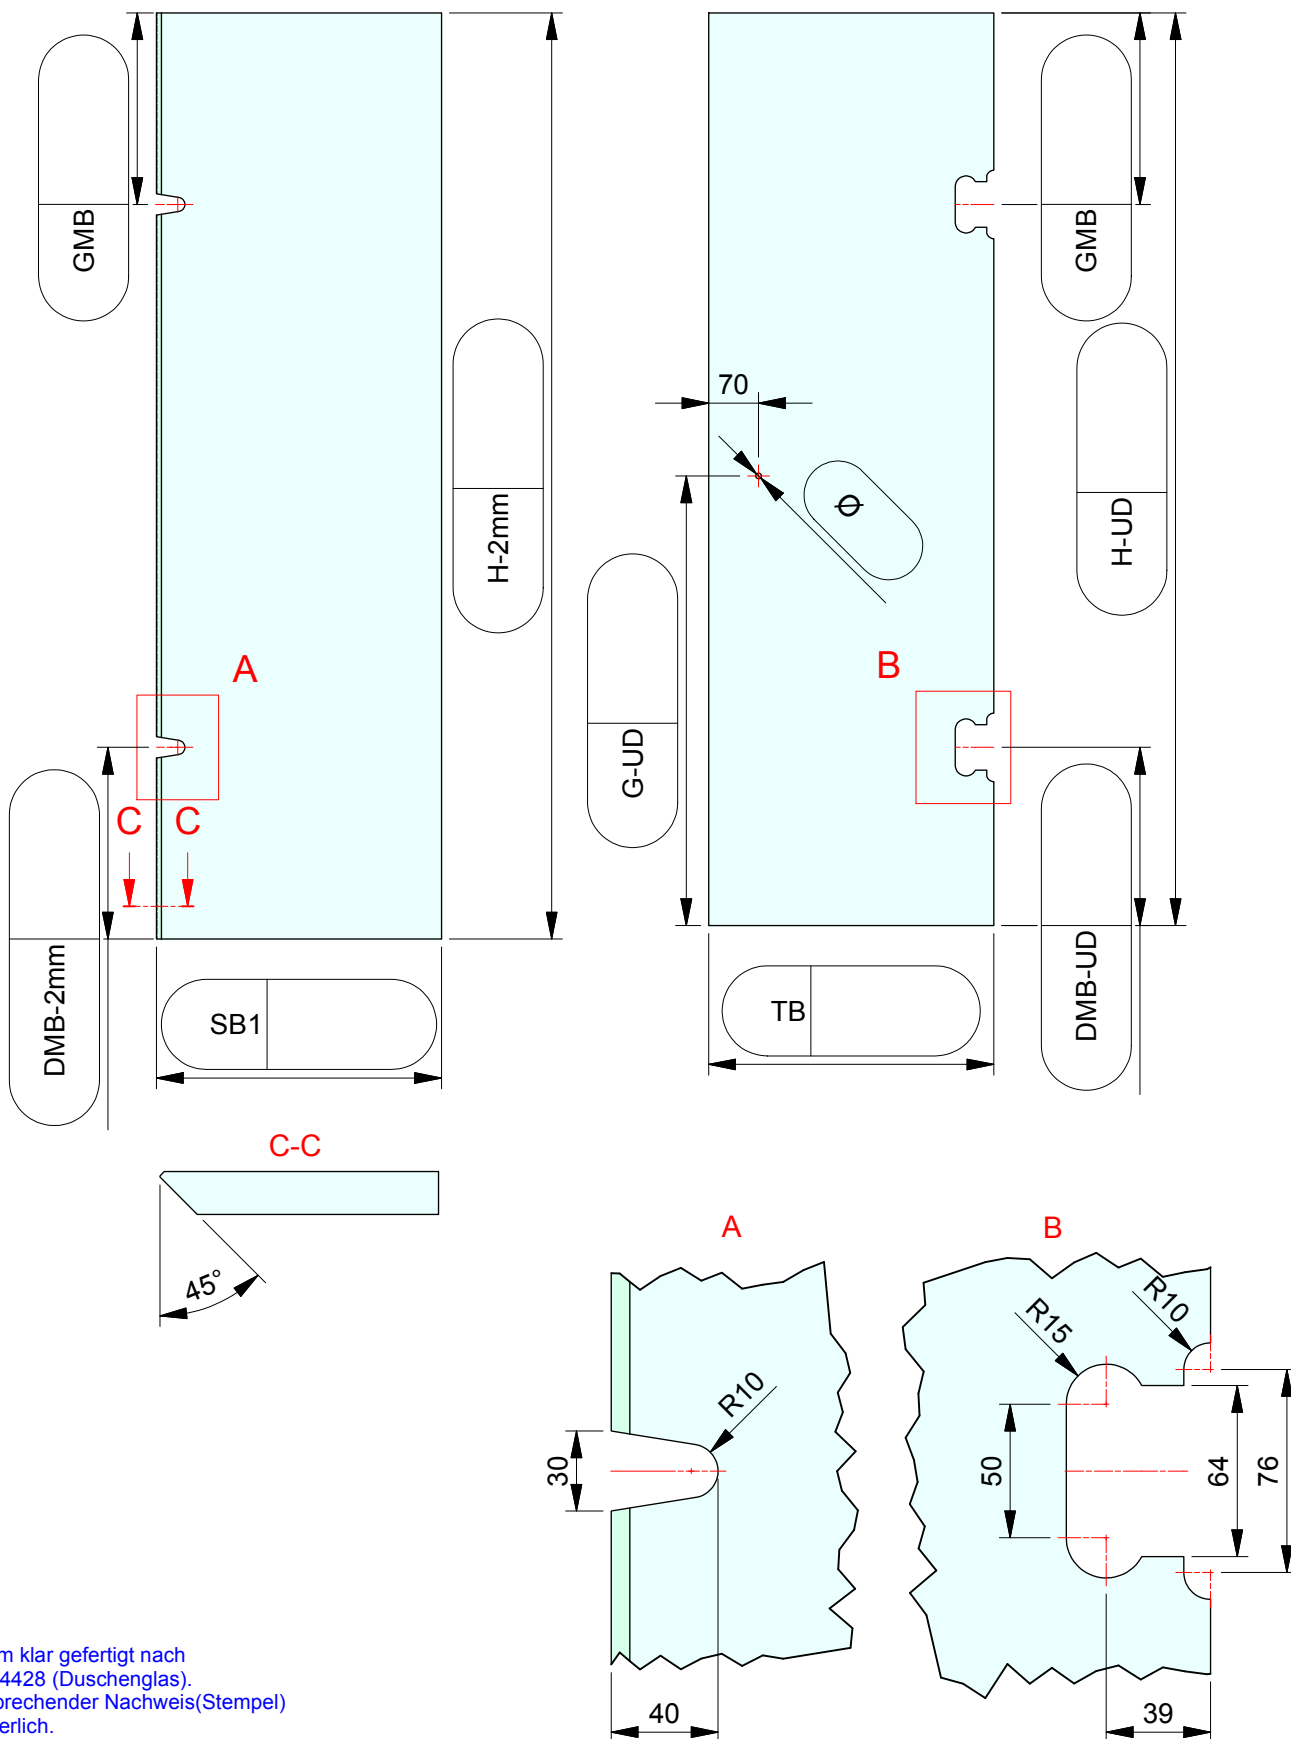 GMB
GMB
70
Ø
H-2mm
H-UD
A
B
G-UD
C C
DMB-2mm
SB1
TB
DMB-UD
C-C
45°
A
B
R10
R15
R10
30
50
64
76
40
39
m klar gefertigt nach
4428 (Duschenglas).
prechender Nachweis(Stempel)
erlich.